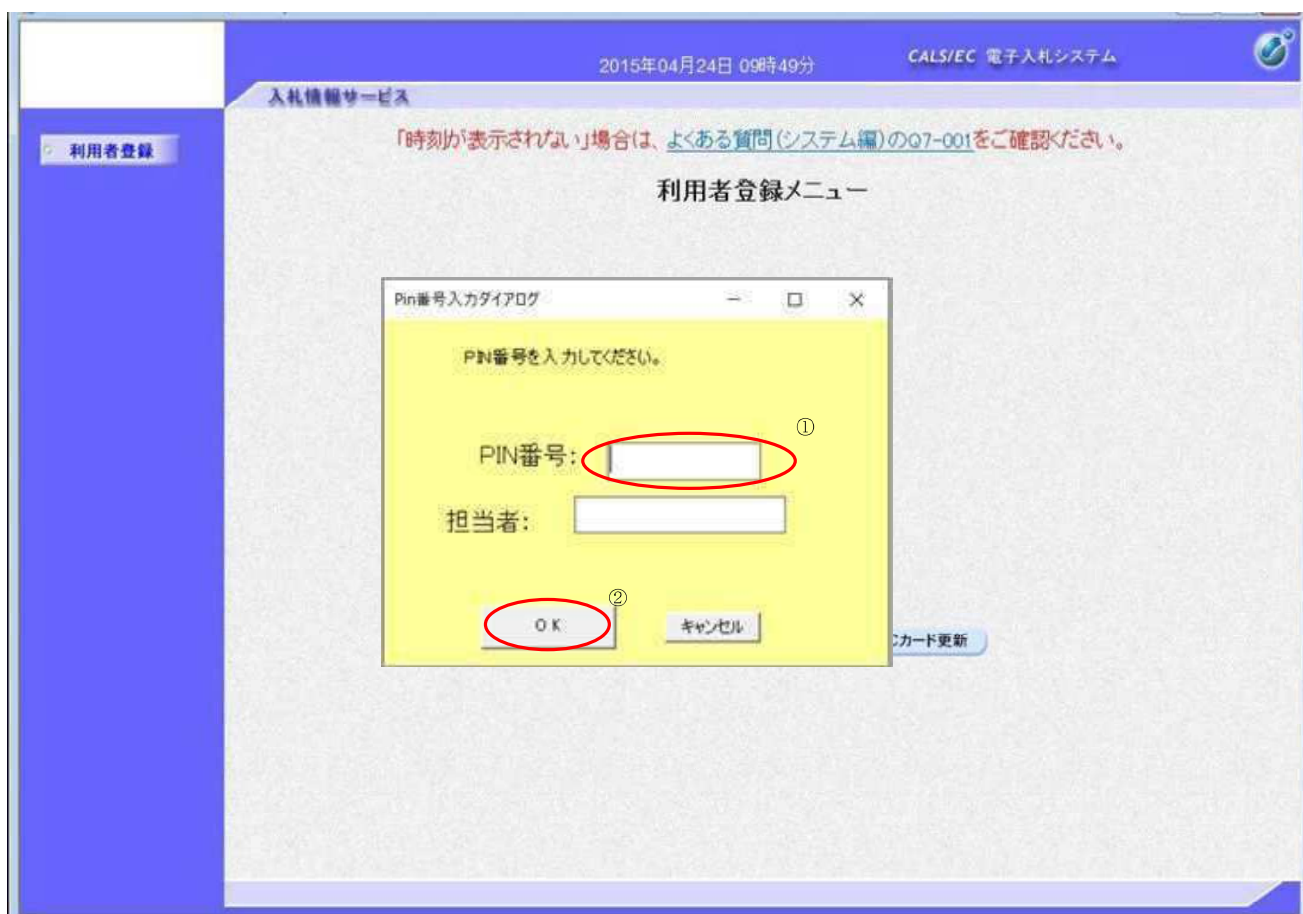 2015年04月24日 09時49分
CALS/EC 電子入札システム
入札情報サービス
利用者登録
「時刻が表示されない」場合は、よくある質問(システム編)のQ7-001をご確認ください。
利用者登録メニュー
Pin番号入力ダイアログ
PIN番号を入力してください。
①
PIN番号:
担当者:
②
OK
キャンセル
カード更新